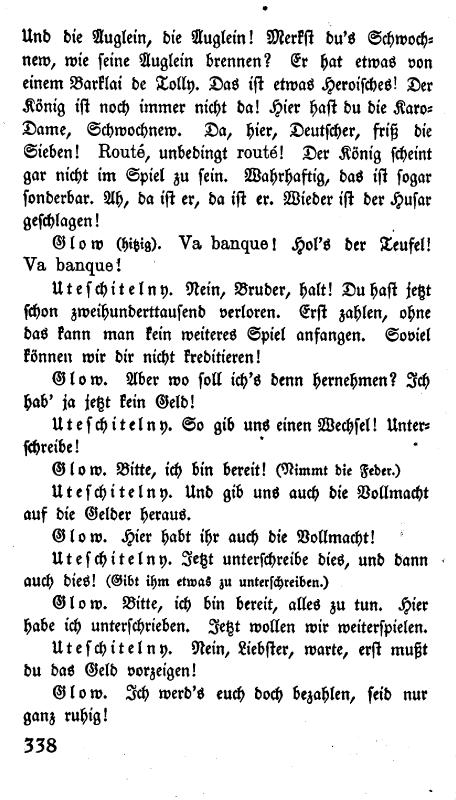 Und die Äuglein, die Äuglein! Merkst du's Schwoch-
new, wie seine Äuglein brennen? Er hat etwas von
einem Barklai de Tolly. Das ist etwas Heroisches! Der
König ist noch immer nicht da! Hier hast du die Karo-
Dame, Schwochnew. Da, hier, Deutscher, friß die
Sieben! Routé, unbedingt routé! Der König scheint
gar nicht im Spiel zu sein. Wahrhaftig, das ist sogar
sonderbar. Ah, da ist er, da ist er. Wieder ist der Husar
geschlagen!
Glow (hitzig). Va banque! Hol's der Teufel!
Va banque!
Uteschitelny. Nein, Bruder, halt! Du hast jetzt
schon zweihunderttausend verloren. Erst zahlen, ohne
das kann man kein weiteres Spiel anfangen. Soviel
können wir dir nicht kreditieren!
Glow. Aber wo soll ich's denn hernehmen? Ich
hab' ja jetzt kein Geld!
Uteschitelny. So gib uns einen Wechsel! Unter-
schreibe!
Glow. Bitte, ich bin bereit! (Nimmt die Feder.)
Uteschitelny. Und gib uns auch die Vollmacht
auf die Gelder heraus.
Glow. Hier habt ihr auch die Vollmacht!
Uteschitelny. Jetzt unterschreibe dies, und dann
auch dies! (Gibt ihm etwas zu unterschreiben.)
Glow. Bitte, ich bin bereit, alles zu tun. Hier
habe ich unterschrieben. Jetzt wollen wir weiterspielen.
Uteschitelny. Nein, Liebster, warte, erst mußt
du das Geld vorzeigen!
Glow. Ich werd's euch doch bezahlen, seid nur
ganz ruhig!
338